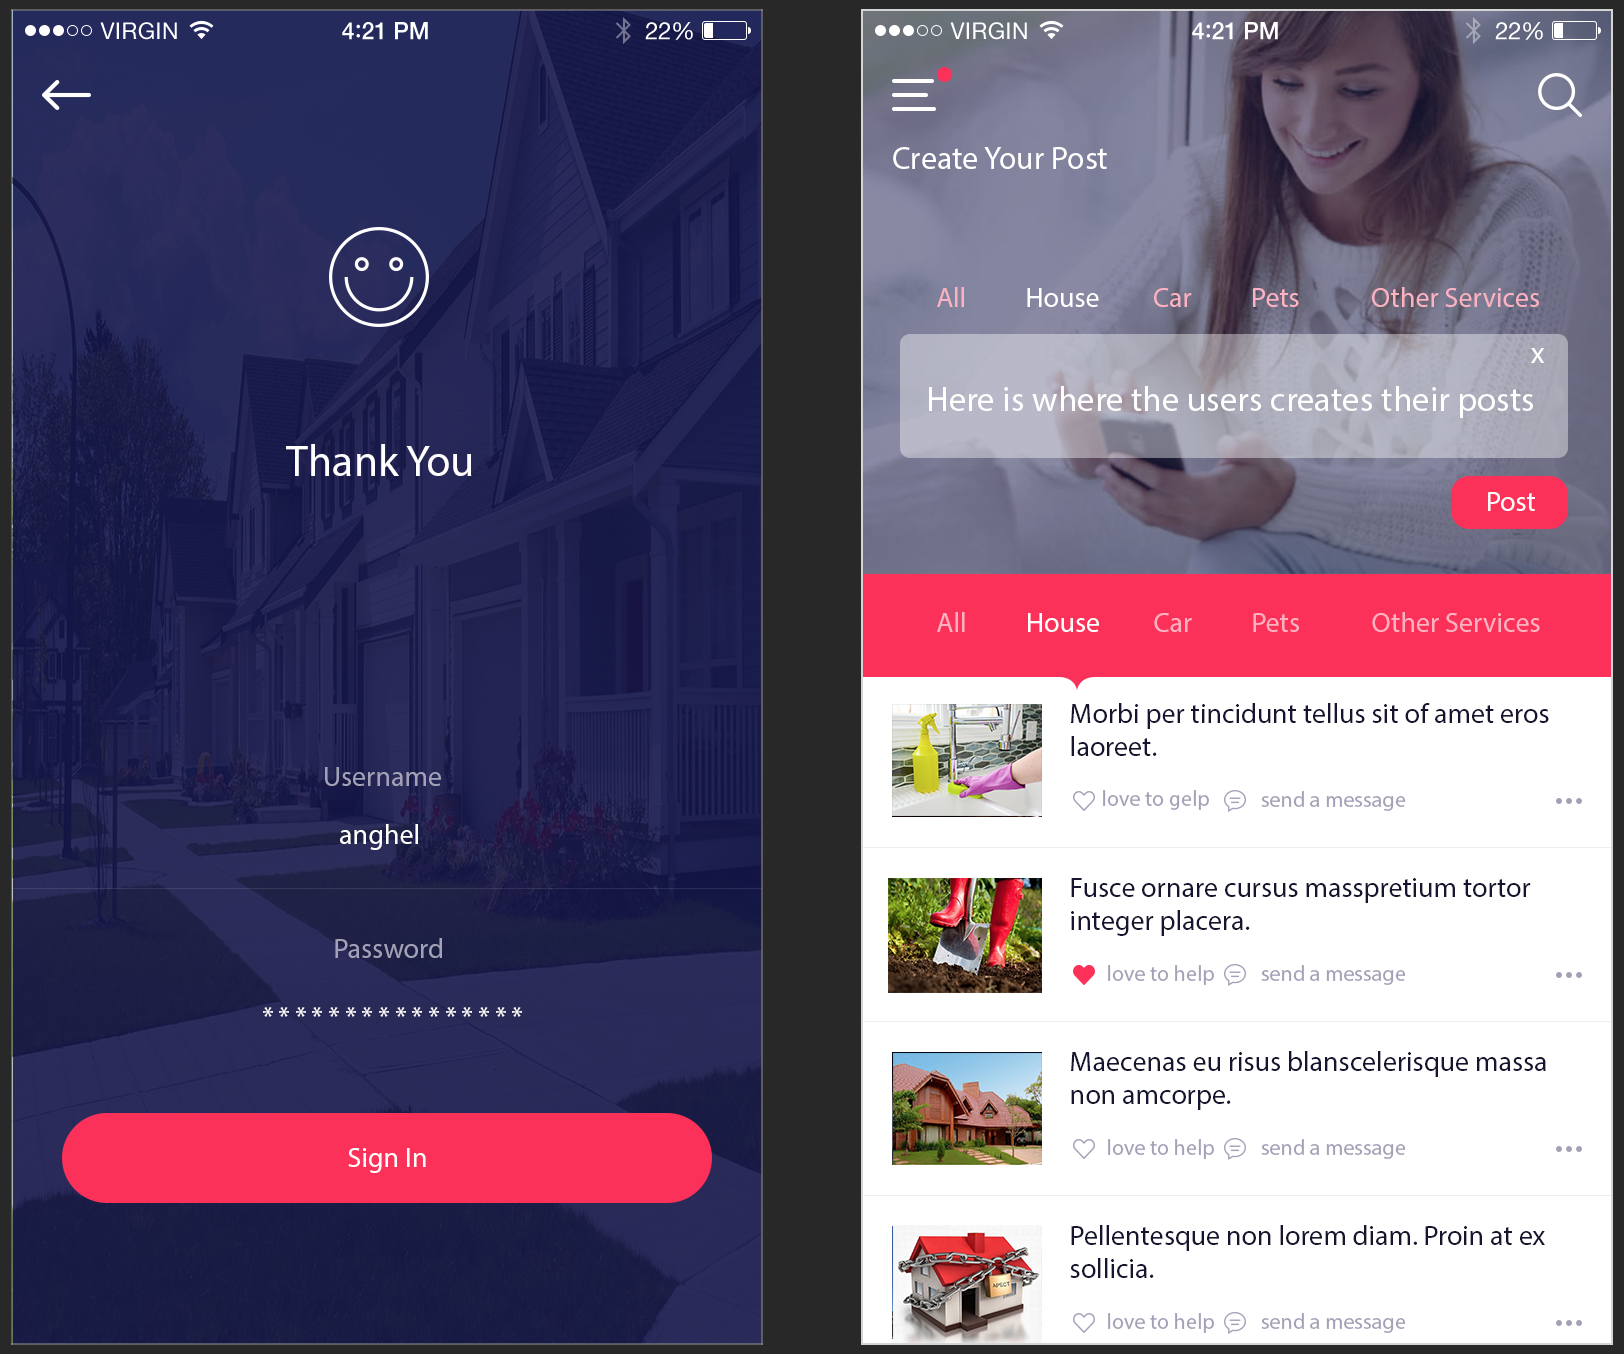 VIRGIN 4:21 PM 22%
Thank You
Username
anghel
Password
****************
Sign In
VIRGIN 4:21 PM 22%
Create Your Post
All House Car Pets Other Services
x
Here is where the users creates their posts
Post
All House Car Pets Other Services
Morbi per tincidunt tellus sit of amet eros
laoreet.
love to gelp send a message
Fusce ornare cursus masspretium tortor
integer placera.
love to help send a message
Maecenas eu risus blanscelerisque massa
non amcorpe.
love to help send a message
Pellentesque non lorem diam. Proin at ex
sollicia.
love to help send a message